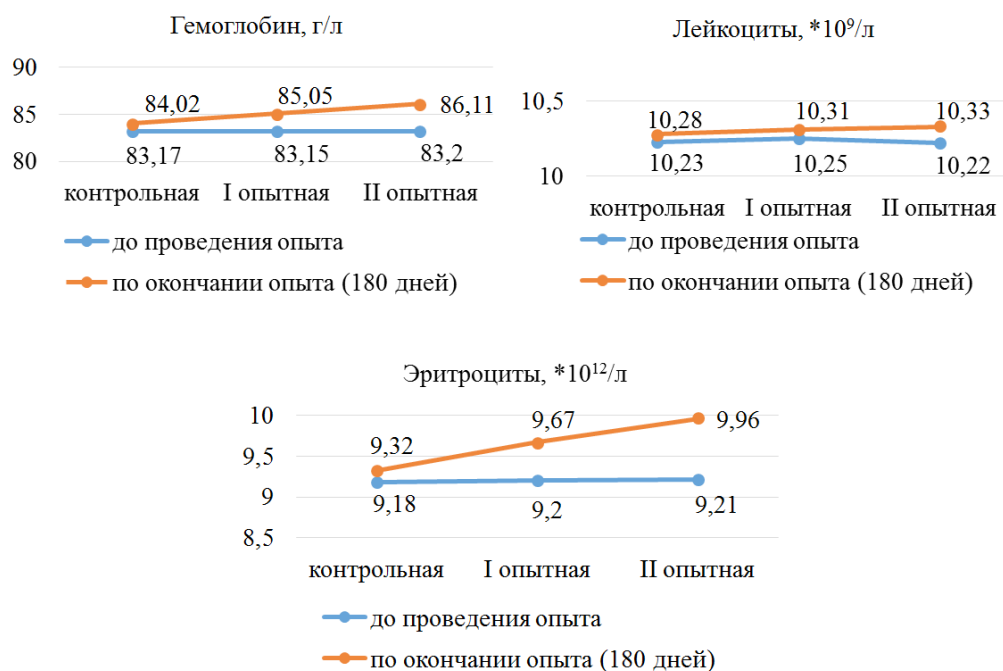 Гемоглобин, г/л
90
85
80
84,02
85,05
86,11
83,17
83,15
83,2
контрольная
I опытная
II опытная
до проведения опыта
по окончании опыта (180 дней)
Лейкоциты, *10⁹/л
10,5
10
10,28
10,31
10,33
10,23
10,25
10,22
контрольная
I опытная
II опытная
до проведения опыта
по окончании опыта (180 дней)
Эритроциты, *10¹²/л
10
9,5
9
8,5
9,32
9,67
9,96
9,18
9,2
9,21
контрольная
I опытная
II опытная
до проведения опыта
по окончании опыта (180 дней)